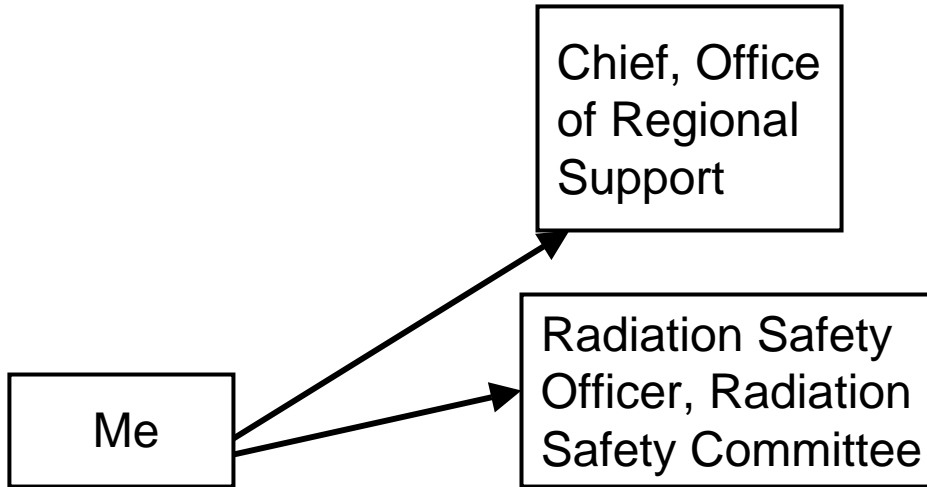 Chief, Office
of Regional
Support
Radiation Safety
Officer, Radiation
Safety Committee
Me